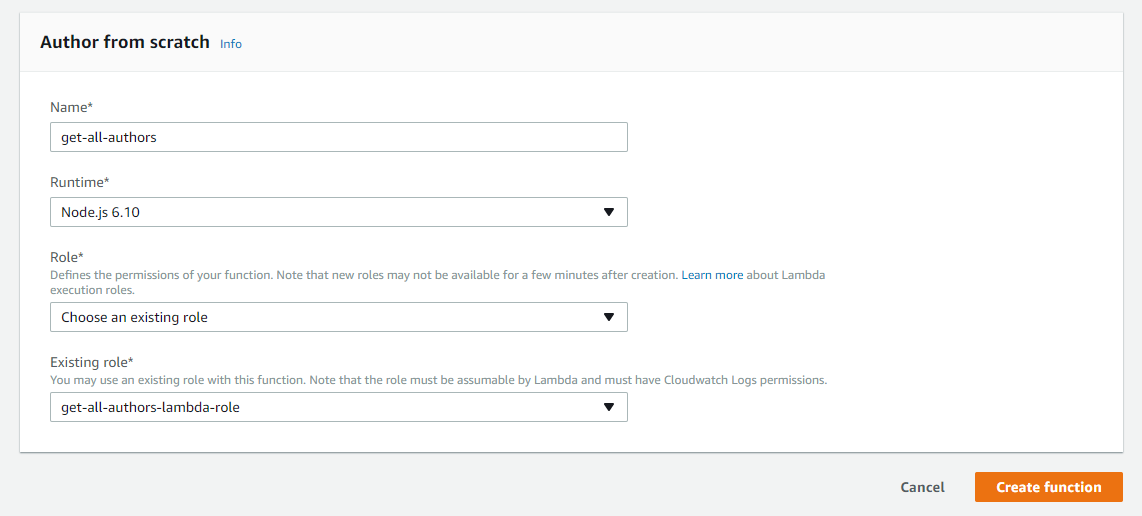 Author from scratch Info
Name*
get-all-authors
Runtime*
Node.js 6.10
Role*
Defines the permissions of your function. Note that new roles may not be available for a few minutes after creation. Learn more about Lambda
execution roles.
Choose an existing role
Existing role*
You may use an existing role with this function. Note that the role must be assumable by Lambda and must have Cloudwatch Logs permissions.
get-all-authors-lambda-role
Cancel Create function